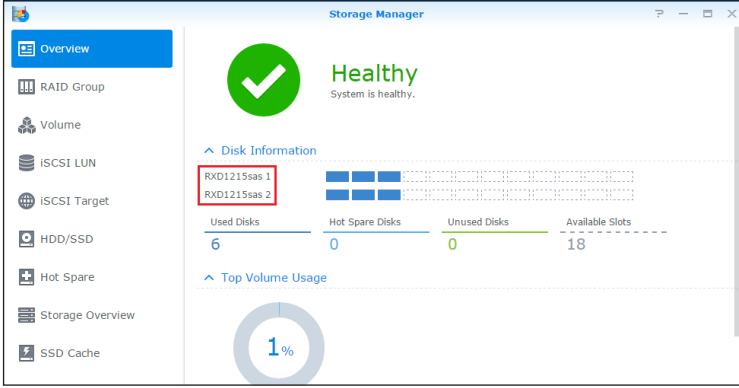 Storage Manager
Overview
RAID Group
Volume
iSCSI LUN
iSCSI Target
HDD/SSD
Hot Spare
Storage Overview
SSD Cache
Healthy
System is healthy.
Disk Information
RXD1215sas 1
RXD1215sas 2
Used Disks Hot Spare Disks Unused Disks Available Slots
6 0 0 18
Top Volume Usage
1%